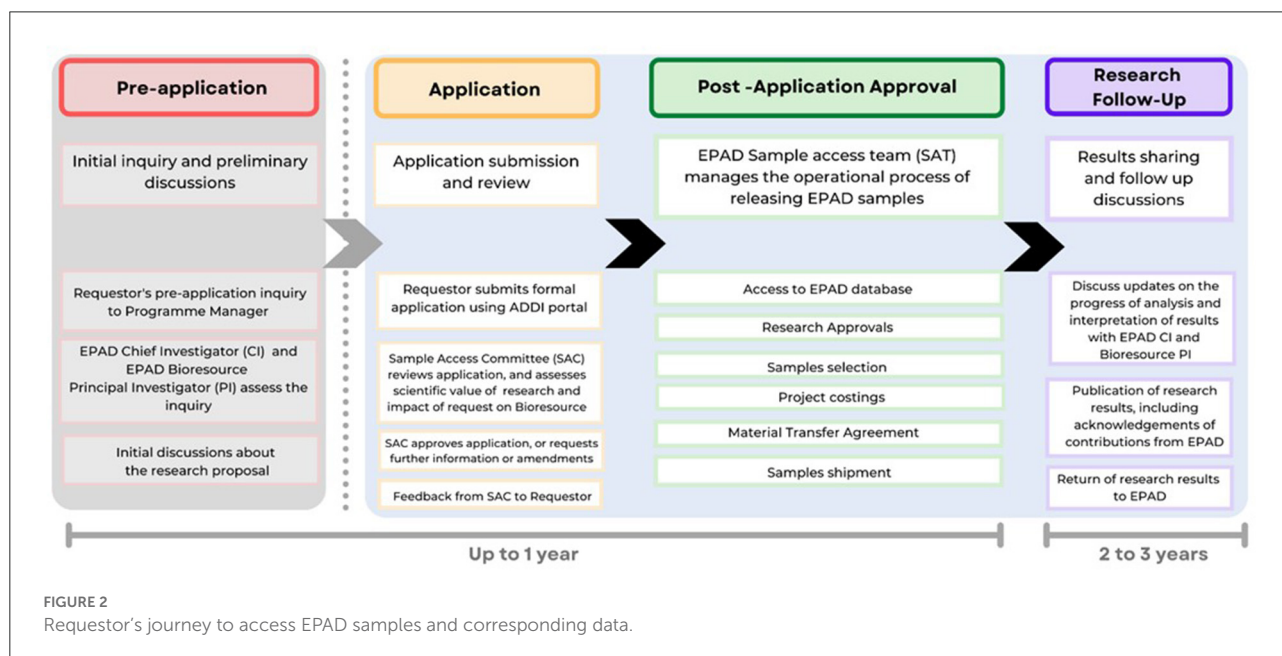 Pre-application
Initial inquiry and preliminary
discussions
Requestor's pre-application inquiry
to Programme Manager
EPAD Chief Investigator (CI) and
EPAD Bioresource
Principal Investigator (PI) assess the
inquiry
Initial discussions about
the research proposal
Application
Application submission
and review
Requestor submits formal
application using ADDI portal
Sample Access Committee (SAC)
reviews application, and assesses
scientific value of research and
impact of request on Bioresource
SAC approves application, or requests
further information or amendments
Feedback from SAC to Requestor
Post -Application Approval
EPAD Sample access team (SAT)
manages the operational process of
releasing EPAD samples
Access to EPAD database
Research Approvals
Samples selection
Project costings
Material Transfer Agreement
Samples shipment
Research
Follow-Up
Results sharing
and follow up
discussions
Discuss updates on the
progress of analysis and
interpretation of results
with EPAD CI and
Bioresource PI
Publication of research
results, including
acknowledgements of
contributions from EPAD
Return of research results
to EPAD
Up to 1 year
2 to 3 years
FIGURE 2
Requestor's journey to access EPAD samples and corresponding data.